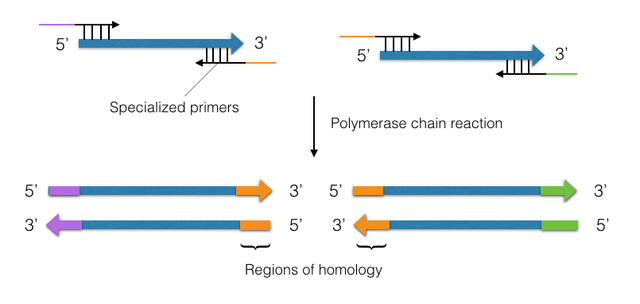 5’ 3’ 5’ 3’
Specialized primers
Polymerase chain reaction
5’ 3’ 5’ 3’
3’ 5’ 3’ 5’
Regions of homology